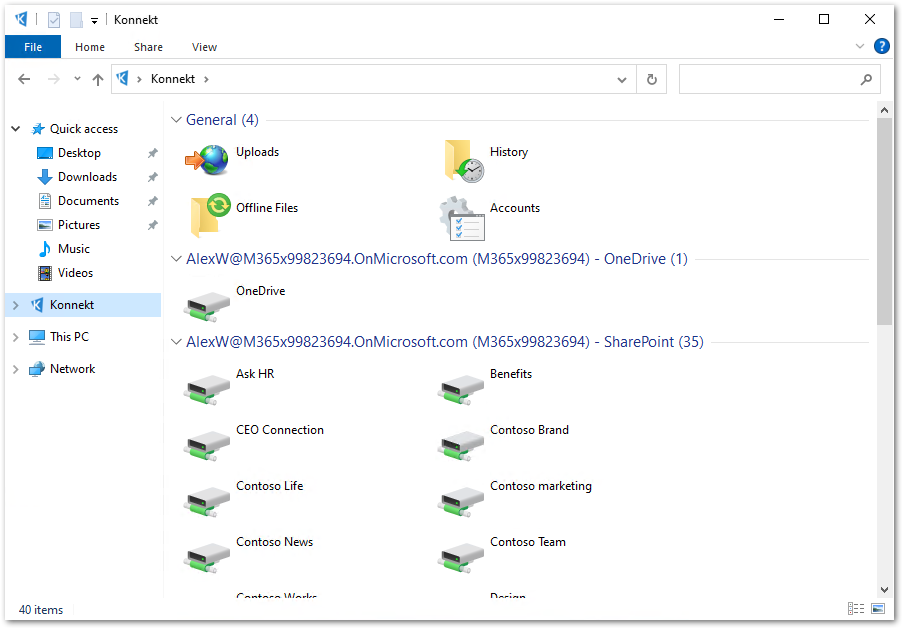 Konnekt
File Home Share View
Konnekt
Quick access
Desktop
Downloads
Documents
Pictures
Music
Videos
Konnekt
This PC
Network
General (4)
Uploads History
Offline Files Accounts
AlexW@M365x99823694.OnMicrosoft.com (M365x99823694) - OneDrive (1)
OneDrive
AlexW@M365x99823694.OnMicrosoft.com (M365x99823694) - SharePoint (35)
Ask HR Benefits
CEO Connection Contoso Brand
Contoso Life Contoso marketing
Contoso News Contoso Team
Contoso Works Design
40 items